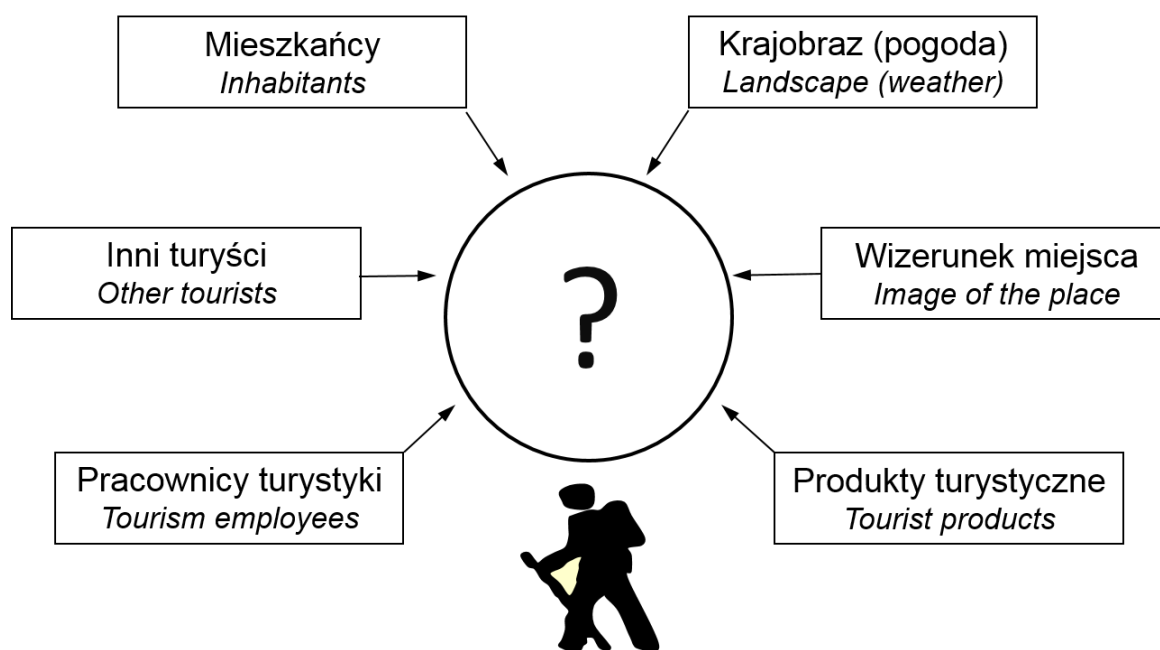 Mieszkańcy
Inhabitants
Krajobraz (pogoda)
Landscape (weather)
Inni turyści
Other tourists
?
Wizerunek miejsca
Image of the place
Pracownicy turystyki
Tourism employees
Produkty turystyczne
Tourist products